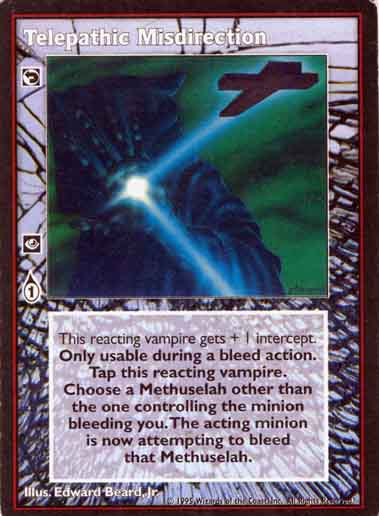 Telepathic Misdirection
1
This reacting vampire gets + 1 intercept.
Only usable during a bleed action.
Tap this reacting vampire.
Choose a Methuselah other than
the one controlling the minion
bleeding you. The acting minion
is now attempting to bleed
that Methuselah.
Illus. Edward Beard, Jr.
© 1995 Wizards of the Coast, Inc. All Rights Reserved.